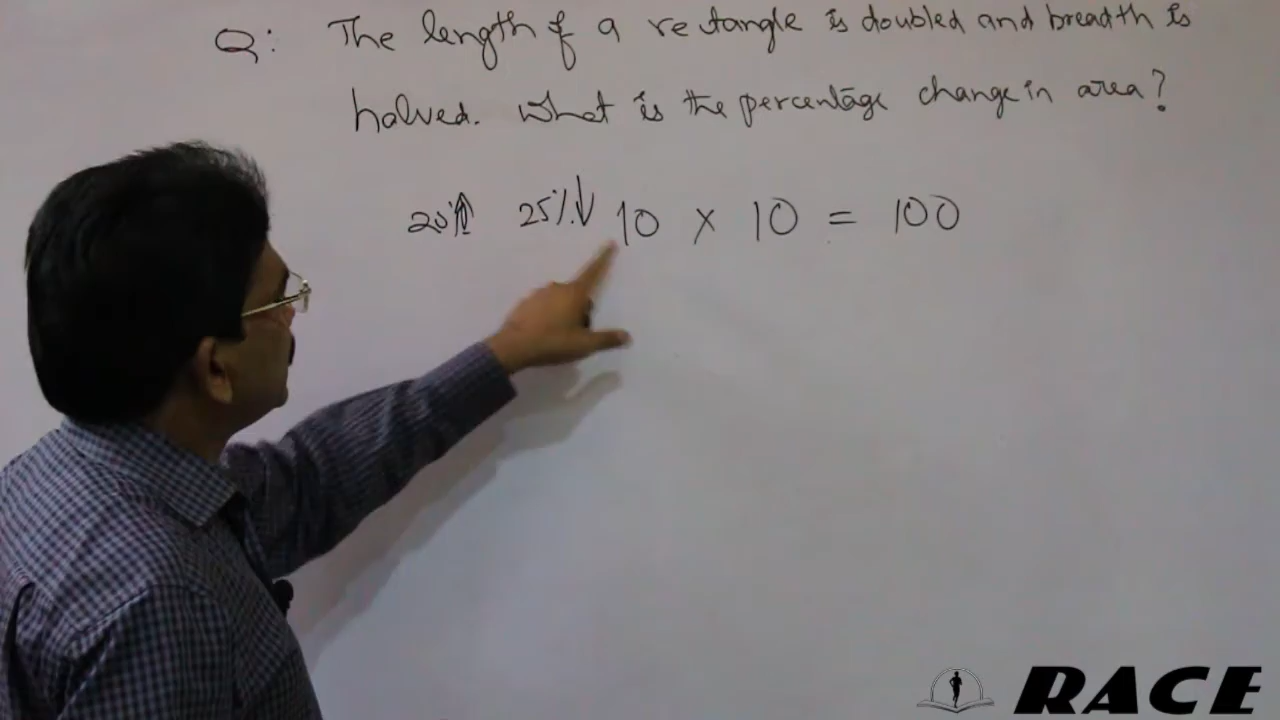 Q: The length of a rectangle is doubled and breadth is
halved. What is the percentage change in area?
20%↑ 25%↓ 10 × 10 = 100
RACE